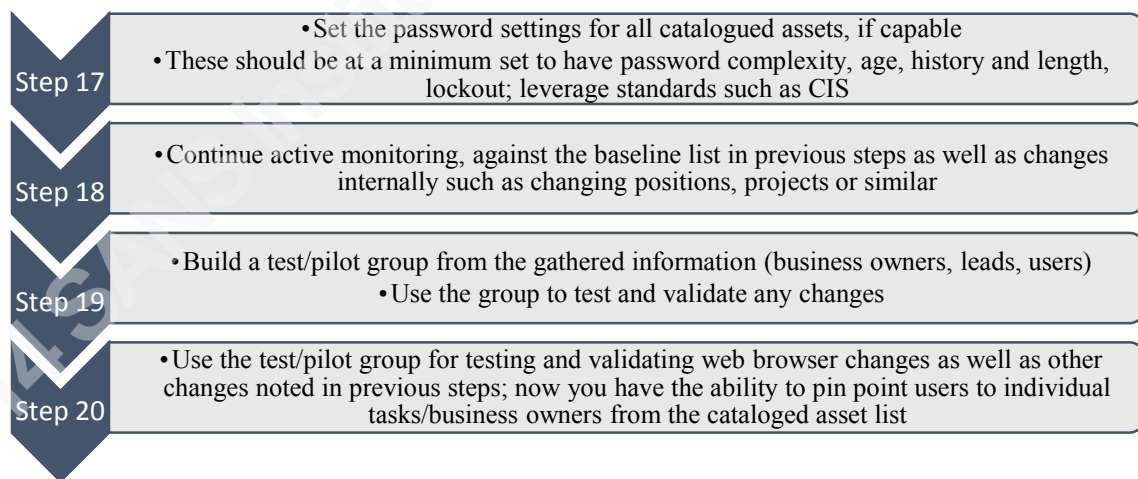 Step 17
•Set the password settings for all catalogued assets, if capable
•These should be at a minimum set to have password complexity, age, history and length,
lockout; leverage standards such as CIS
Step 18
•Continue active monitoring, against the baseline list in previous steps as well as changes
internally such as changing positions, projects or similar
Step 19
•Build a test/pilot group from the gathered information (business owners, leads, users)
•Use the group to test and validate any changes
Step 20
•Use the test/pilot group for testing and validating web browser changes as well as other
changes noted in previous steps; now you have the ability to pin point users to individual
tasks/business owners from the cataloged asset list
4 SANS